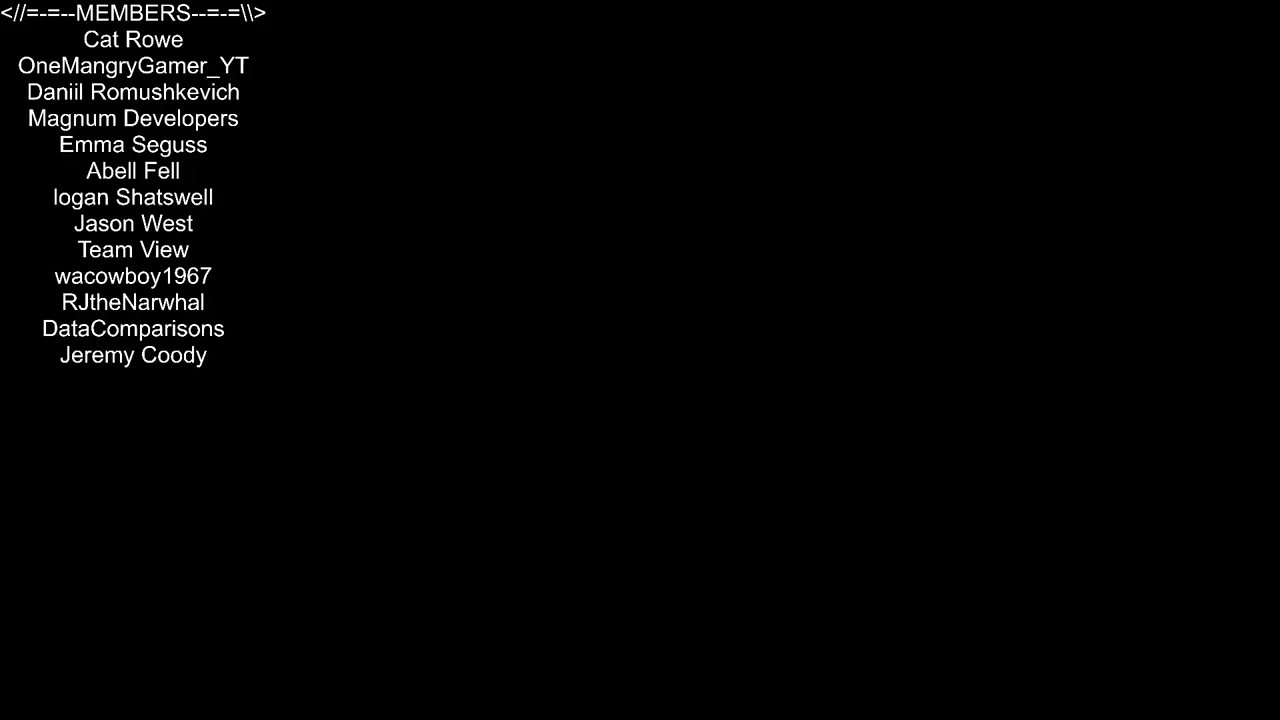 <//=-=--MEMBERS--=-=\\>
Cat Rowe
OneMangryGamer_YT
Daniil Romushkevich
Magnum Developers
Emma Seguss
Abell Fell
logan Shatswell
Jason West
Team View
wacowboy1967
RJtheNarwhal
DataComparisons
Jeremy Coody